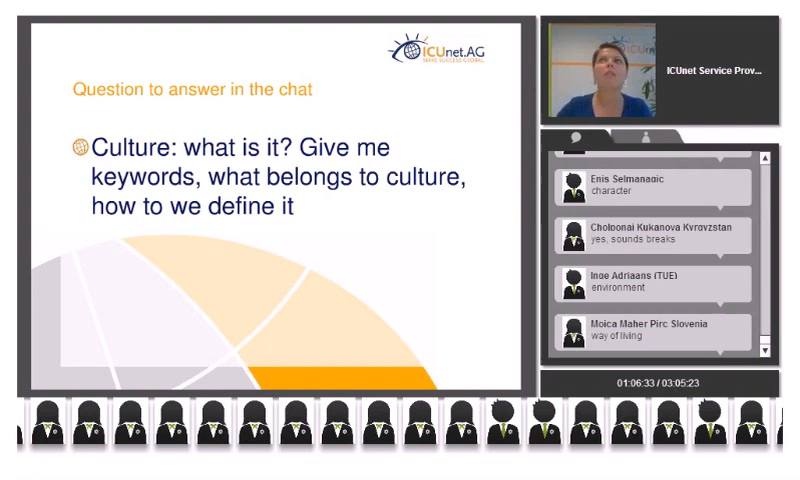 ICUnet.AG
MAKE SUCCESS GLOBAL
Question to answer in the chat
Culture: what is it? Give me
keywords, what belongs to culture,
how to we define it
ICUnet Service Prov...
Enis Selmanagic
character
Cholponai Kukanova Kyrgyzstan
yes, sounds breaks
Inge Adriaans (TUE)
environment
Mojca Maher Pirc Slovenia
way of living
01:06:33 / 03:05:23